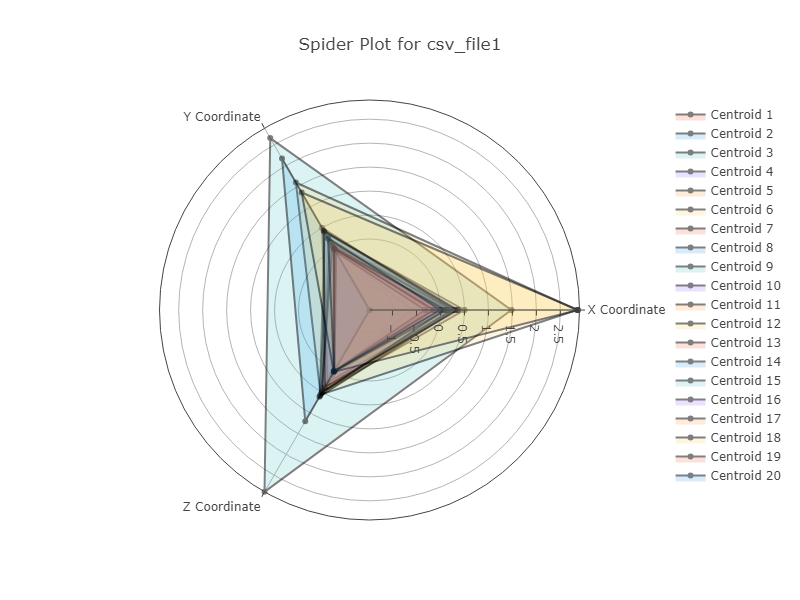 Spider Plot for csv_file1
Y Coordinate
X Coordinate
Z Coordinate
−1
−0.5
0
0.5
1
1.5
2
2.5
Centroid 1
Centroid 2
Centroid 3
Centroid 4
Centroid 5
Centroid 6
Centroid 7
Centroid 8
Centroid 9
Centroid 10
Centroid 11
Centroid 12
Centroid 13
Centroid 14
Centroid 15
Centroid 16
Centroid 17
Centroid 18
Centroid 19
Centroid 20